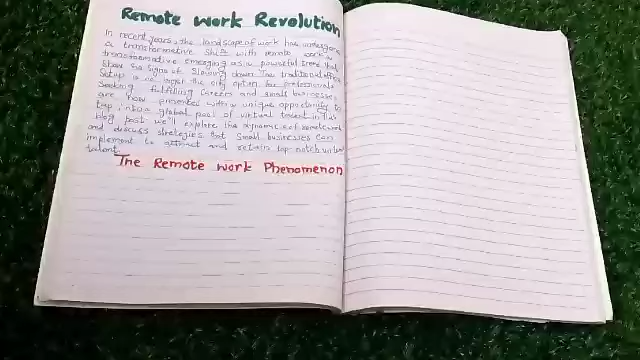 Remote Work Revolution
In recent years, the landscape of work has undergone
a transformative shift with remote work
transformative emerging as a powerful trend that
show so signs of slowing down The traditional office
setup is no longer the only option for professionals
seeking fulfilling careers and small businesses
are now presented with a unique opportunity to
tap into a global pool of virtual talent in this
blog post we'll explore the dynamics of remote work
and discuss strategies that small businesses can
implement to attract and retain top notch virtual
talent.
The Remote Work Phenomenon